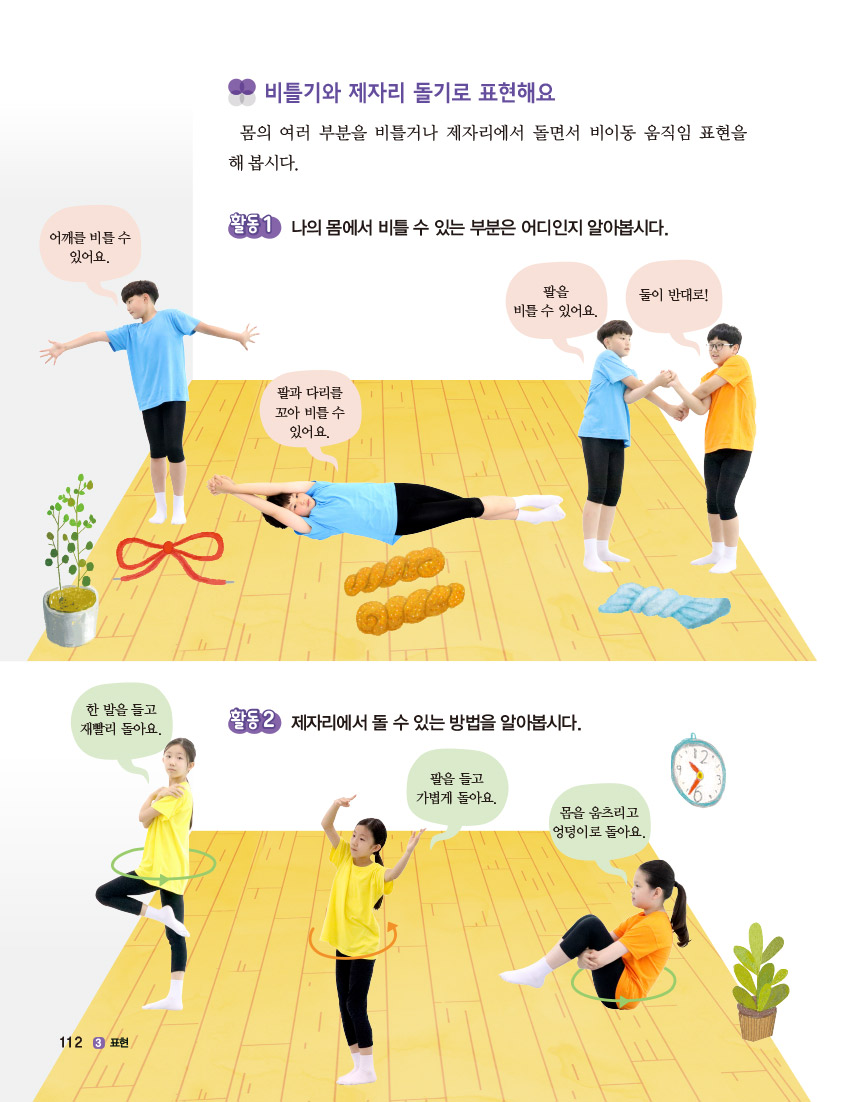 비틀기와 제자리 돌기로 표현해요
몸의 여러 부분을 비틀거나 제자리에서 돌면서 비이동 움직임 표현을
해 봅시다.
활동 1 나의 몸에서 비틀 수 있는 부분은 어디인지 알아봅시다.
어깨를 비틀 수
있어요.
팔을
비틀 수 있어요.
둘이 반대로!
팔과 다리를
꼬아 비틀 수
있어요.
활동 2 제자리에서 돌 수 있는 방법을 알아봅시다.
한 발을 들고
재빨리 돌아요.
팔을 들고
가볍게 돌아요.
몸을 움츠리고
엉덩이로 돌아요.
12
3
6
9
112 3 표현